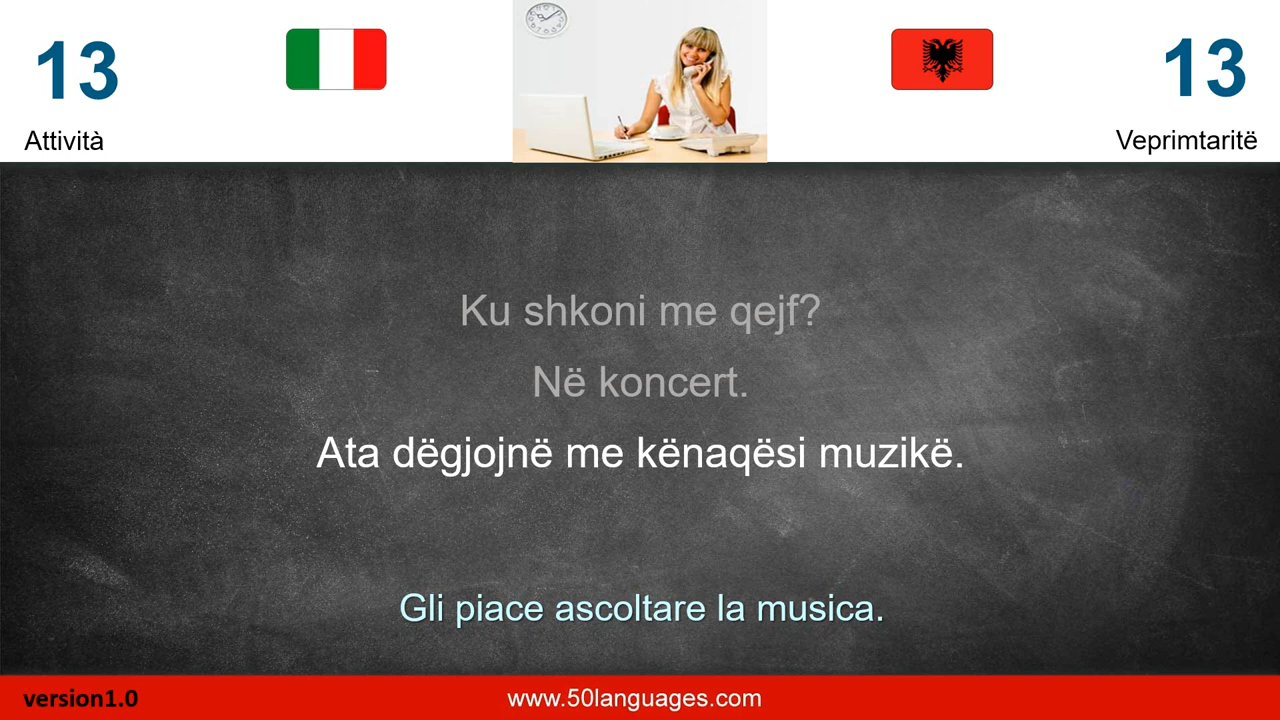 13
13
Attività
Veprimtaritë
Ku shkoni me qejf?
Në koncert.
Ata dëgjojnë me kënaqësi muzikë.
Gli piace ascoltare la musica.
version1.0
www.50languages.com